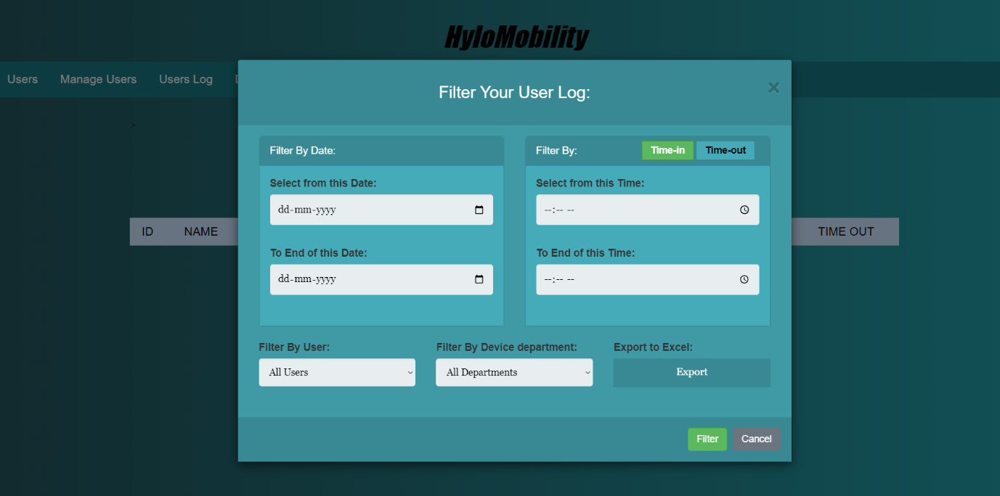 HyloMobility
Users Manage Users Users Log
Filter Your User Log:
×
>
Filter By Date:
Filter By: Time-in Time-out
Select from this Date:
Select from this Time:
dd-mm-yyyy
--:-- --
ID NAME TIME OUT
To End of this Date:
To End of this Time:
dd-mm-yyyy
--:-- --
Filter By User:
Filter By Device department:
Export to Excel:
All Users
All Departments
Export
Filter Cancel